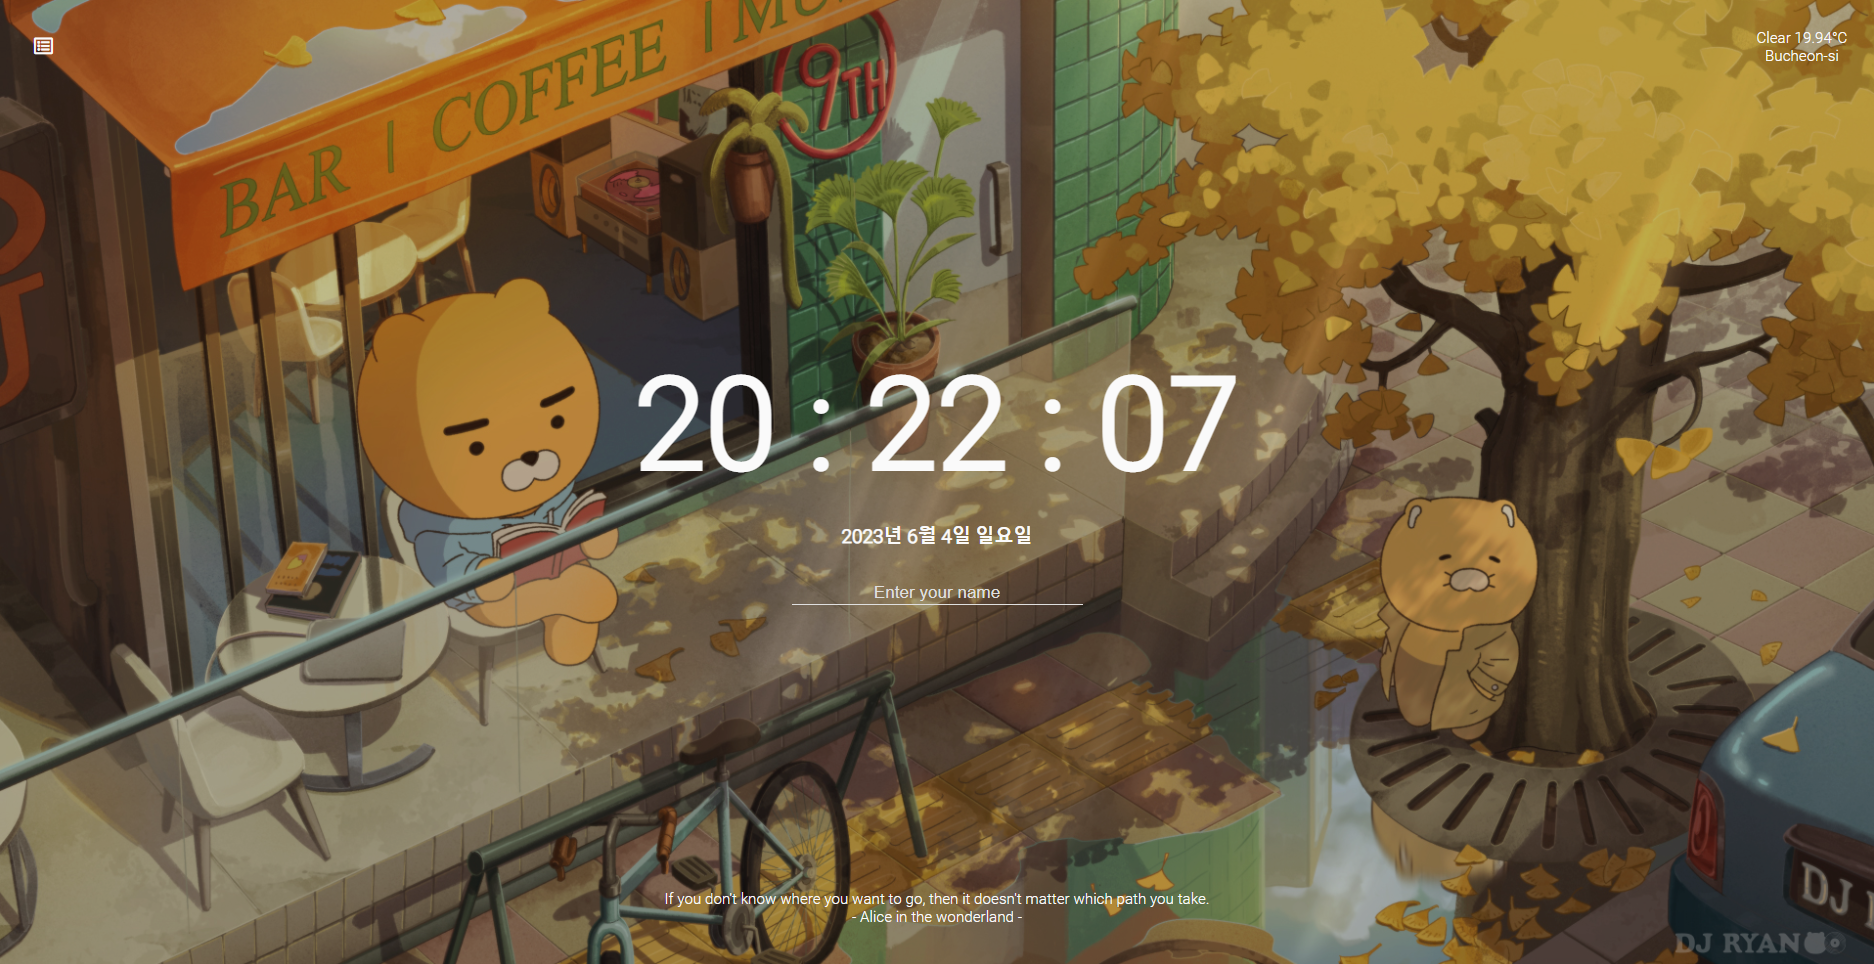 Clear 19.94°C
Bucheon-si
BAR | COFFEE | MU
9TH
20 : 22 : 07
2023년 6월 4일 일요일
Enter your name
If you don't know where you want to go, then it doesn't matter which path you take.
- Alice in the wonderland -
DJ
DJ RYAN